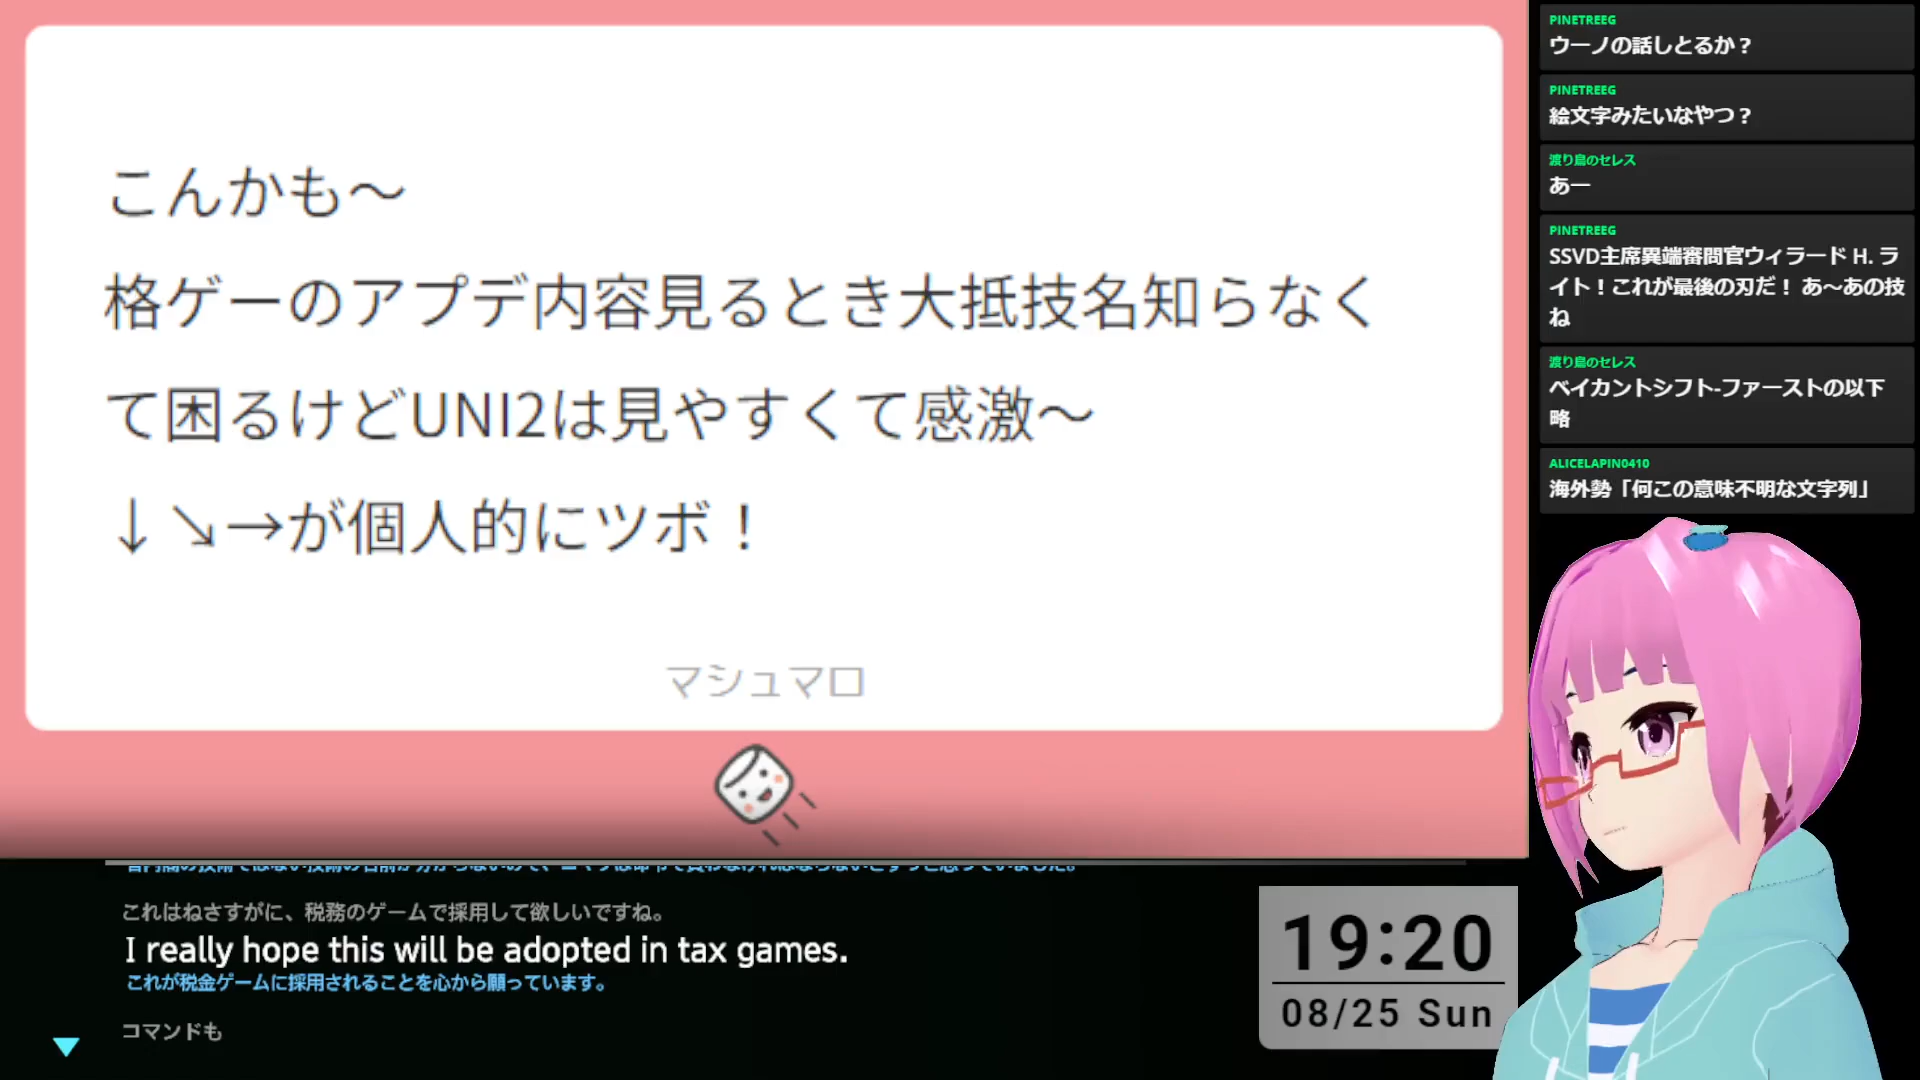 こんかも～
格ゲーのアプデ内容見るとき大抵技名知らなく
て困るけどUNI2は見やすくて感激～
↓↘→が個人的にツボ！
マシュマロ
PINETREEG
ウーノの話しとるか？
PINETREEG
絵文字みたいなやつ？
渡り鳥のセレス
あー
PINETREEG
SSVD主席異端審問官ウィラード H. ラ
イト！これが最後の刃だ！ あ～あの技
ね
渡り鳥のセレス
ベイカントシフト-ファーストの以下
略
ALICELAPIN0410
海外勢「何この意味不明な文字列」
これはねさすがに、税務のゲームで採用して欲しいですね。
I really hope this will be adopted in tax games.
これが税金ゲームに採用されることを心から願っています。
コマンドも
19:20
08/25 Sun